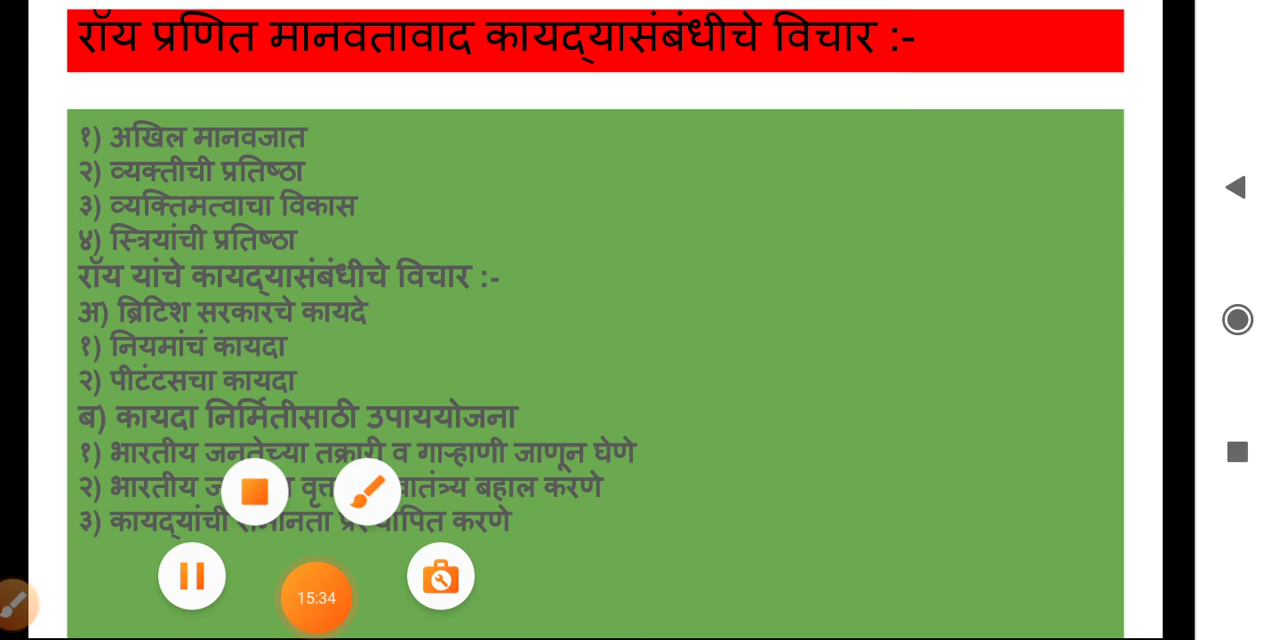 रॉय प्रणित मानवतावाद कायद्यासंबंधीचे विचार :-
१) अखिल मानवजात
२) व्यक्तीची प्रतिष्ठा
३) व्यक्तिमत्वाचा विकास
४) स्त्रियांची प्रतिष्ठा
रॉय यांचे कायद्यासंबंधीचे विचार :-
अ) ब्रिटिश सरकारचे कायदे
१) नियमांचं कायदा
२) पीटंटसचा कायदा
ब) कायदा निर्मितीसाठी उपाययोजना
१) भारतीय जनतेच्या तक्रारी व गाऱ्हाणी जाणून घेणे
२) भारतीय बहाल करणे
३) कायद्यांची करणे
15:34